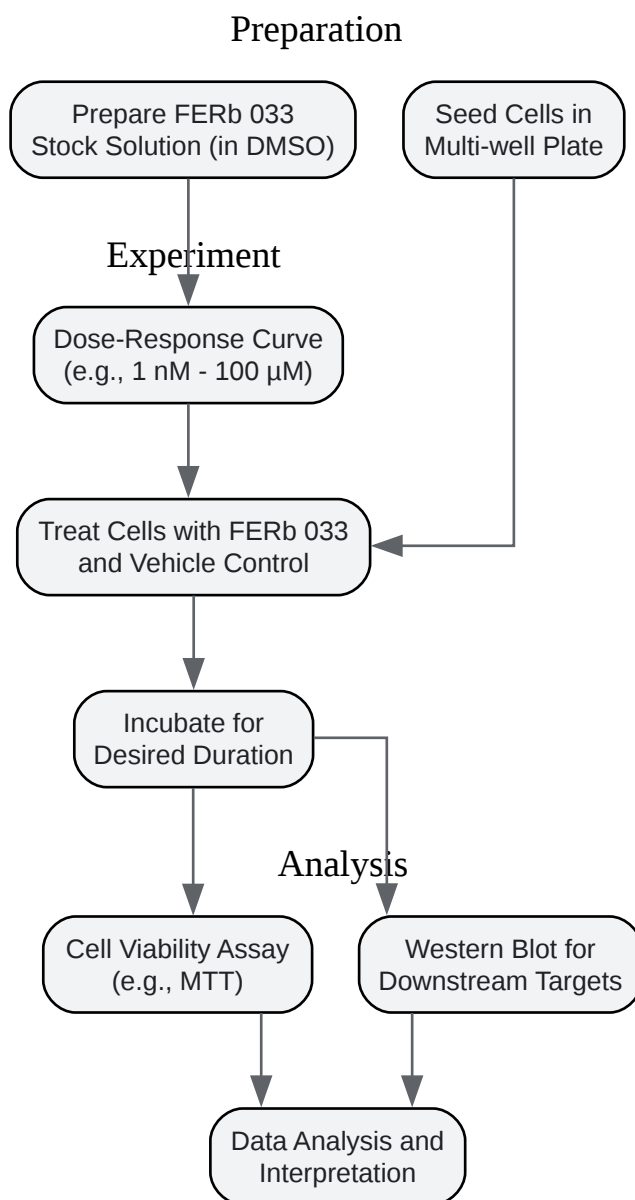 Preparation
Prepare FERb 033
Stock Solution (in DMSO)
Seed Cells in
Multi-well Plate
Experiment
Dose-Response Curve
(e.g., 1 nM - 100 µM)
Treat Cells with FERb 033
and Vehicle Control
Incubate for
Desired Duration
Analysis
Cell Viability Assay
(e.g., MTT)
Western Blot for
Downstream Targets
Data Analysis and
Interpretation